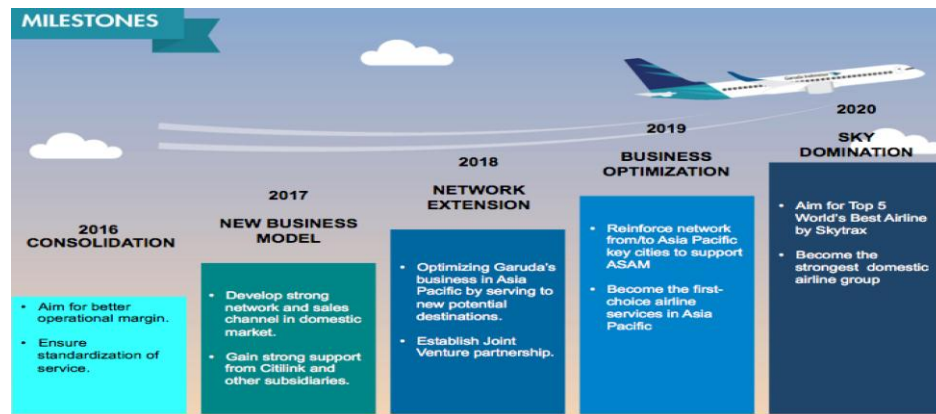 MILESTONES
2016
CONSOLIDATION
• Aim for better
operational margin.
• Ensure
standardization of
service.
2017
NEW BUSINESS
MODEL
• Develop strong
network and sales
channel in domestic
market.
• Gain strong support
from Citilink and
other subsidiaries.
2018
NETWORK
EXTENSION
• Optimizing Garuda's
business in Asia
Pacific by serving to
new potential
destinations.
• Establish Joint
Venture partnership.
2019
BUSINESS
OPTIMIZATION
• Reinforce network
from/to Asia Pacific
key cities to support
ASAM
• Become the first-
choice airline
services in Asia
Pacific
2020
SKY
DOMINATION
• Aim for Top 5
World's Best Airline
by Skytrax
• Become the
strongest domestic
airline group